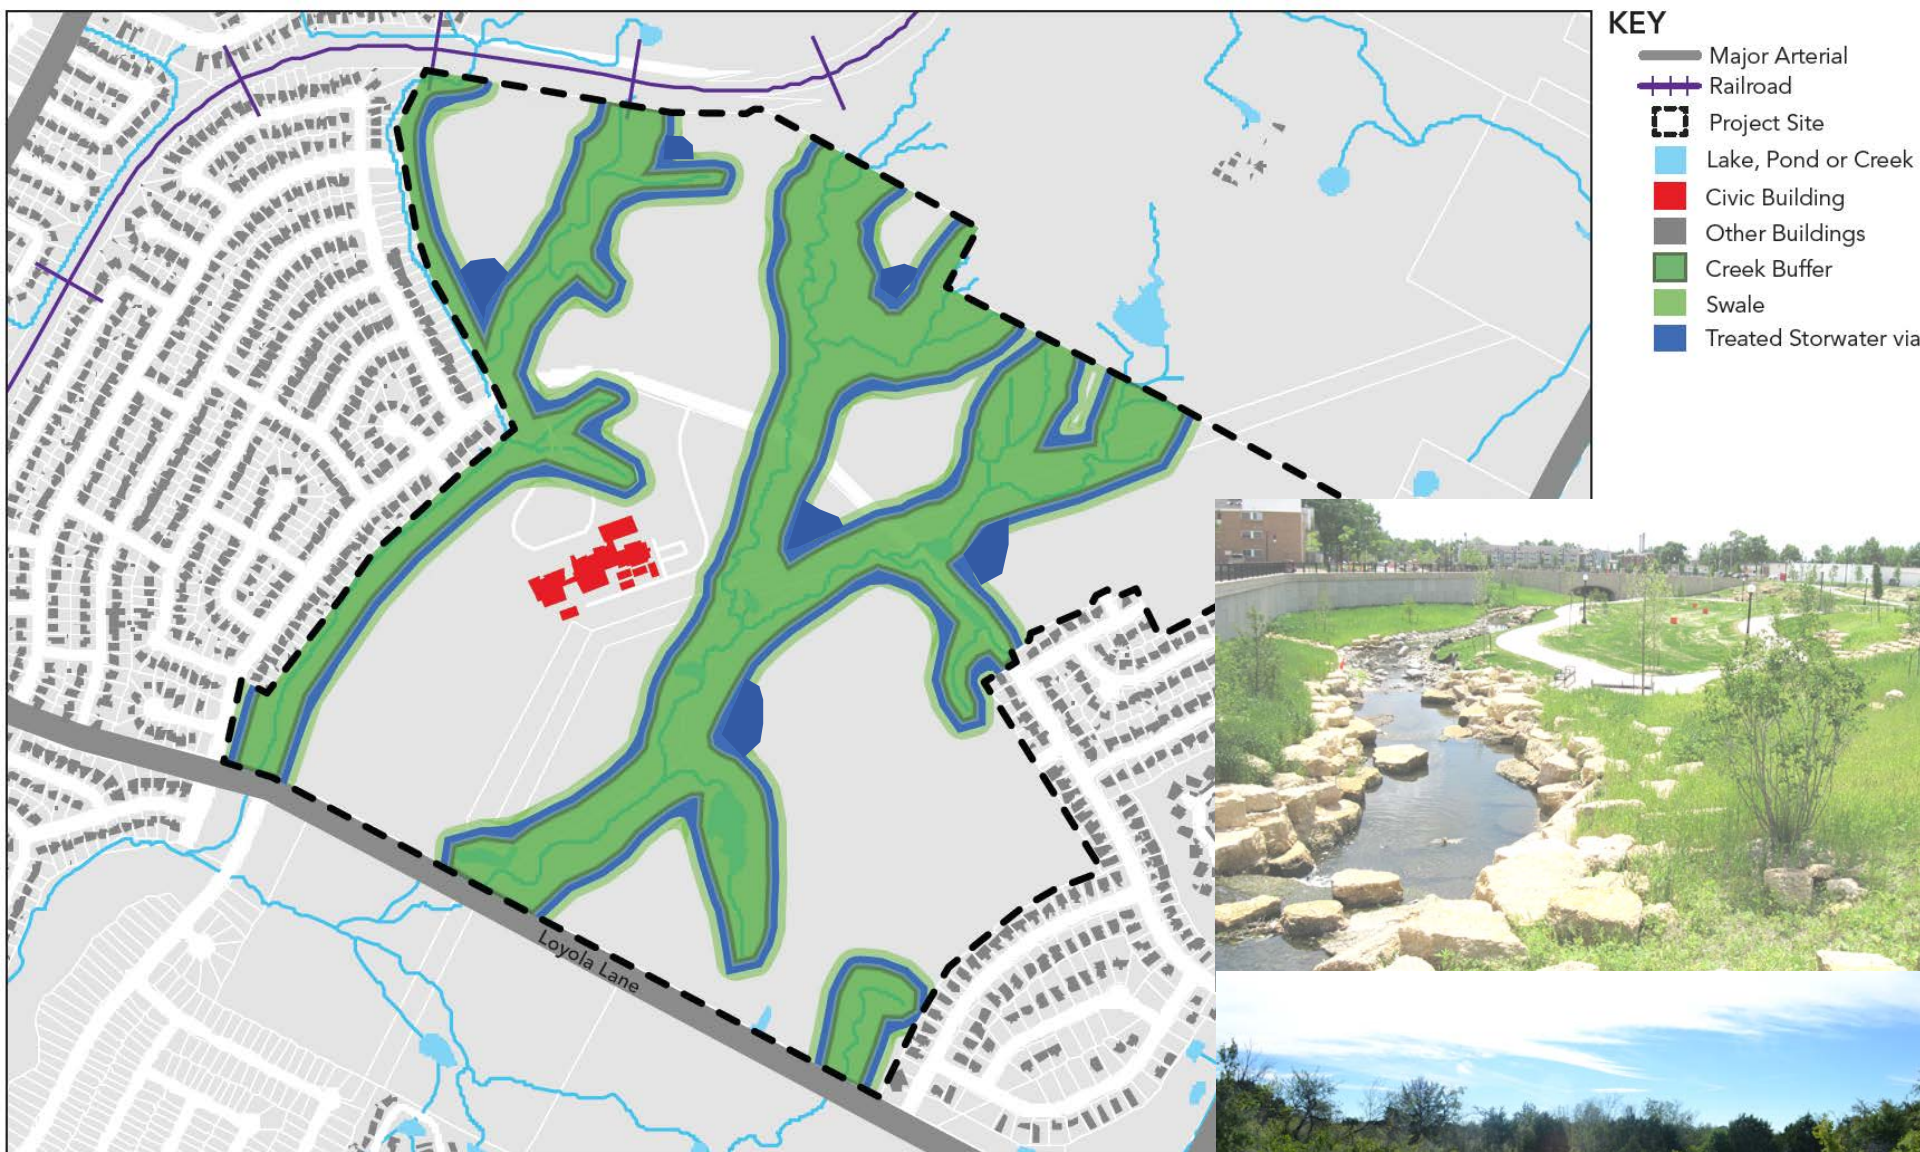 KEY
Major Arterial
Railroad
Project Site
Lake, Pond or Creek
Civic Building
Other Buildings
Creek Buffer
Swale
Treated Storwater via
Loyola Lane